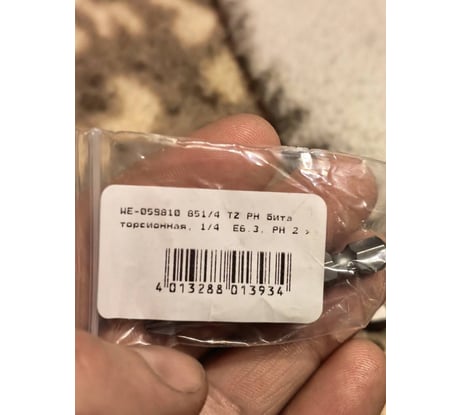 WE-059810 851/4 TZ PH бита
торсионная, 1/4 E6.3, PH 2 x
4 013288 013934